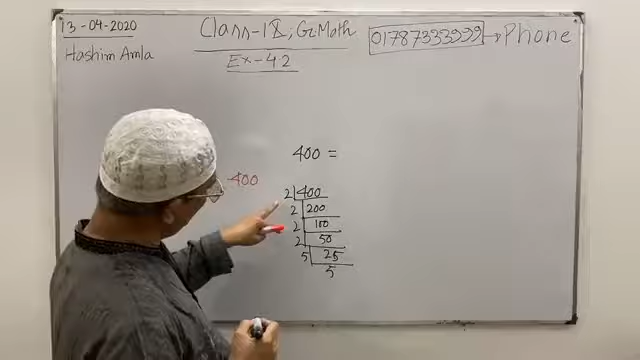 13-04-2020
Hashim Amla
Class-IX; G.Math
Ex-4.2
01787333999 → Phone
400 =
400
2 400
2 200
2 100
2 50
5 25
5